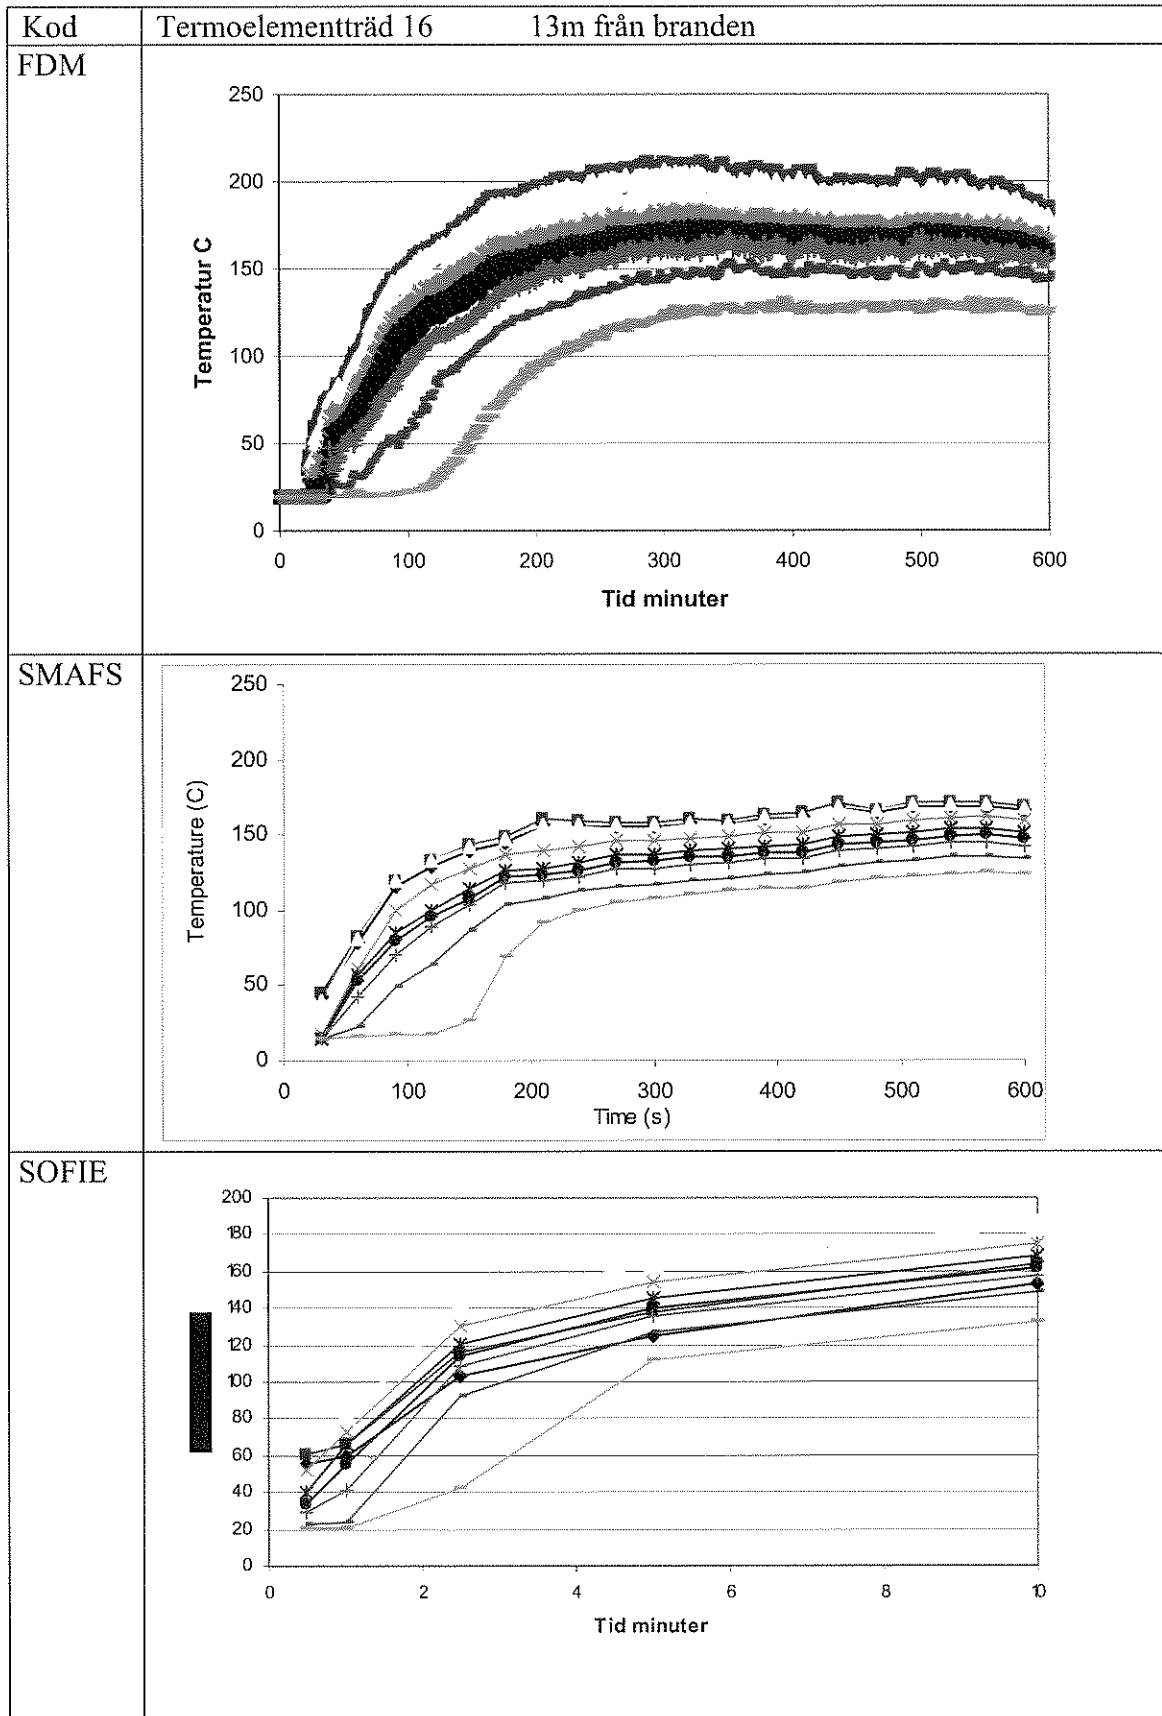 Kod Termoelementträd 16 13m från branden
FDM
250
200
150
100
50
0
Temperatur C
0 100 200 300 400 500 600
Tid minuter
SMAFS
250
200
150
100
50
0
Temperature (C)
0 100 200 300 400 500 600
Time (s)
SOFIE
200
180
160
140
120
100
80
60
40
20
0
0 2 4 6 8 10
Tid minuter